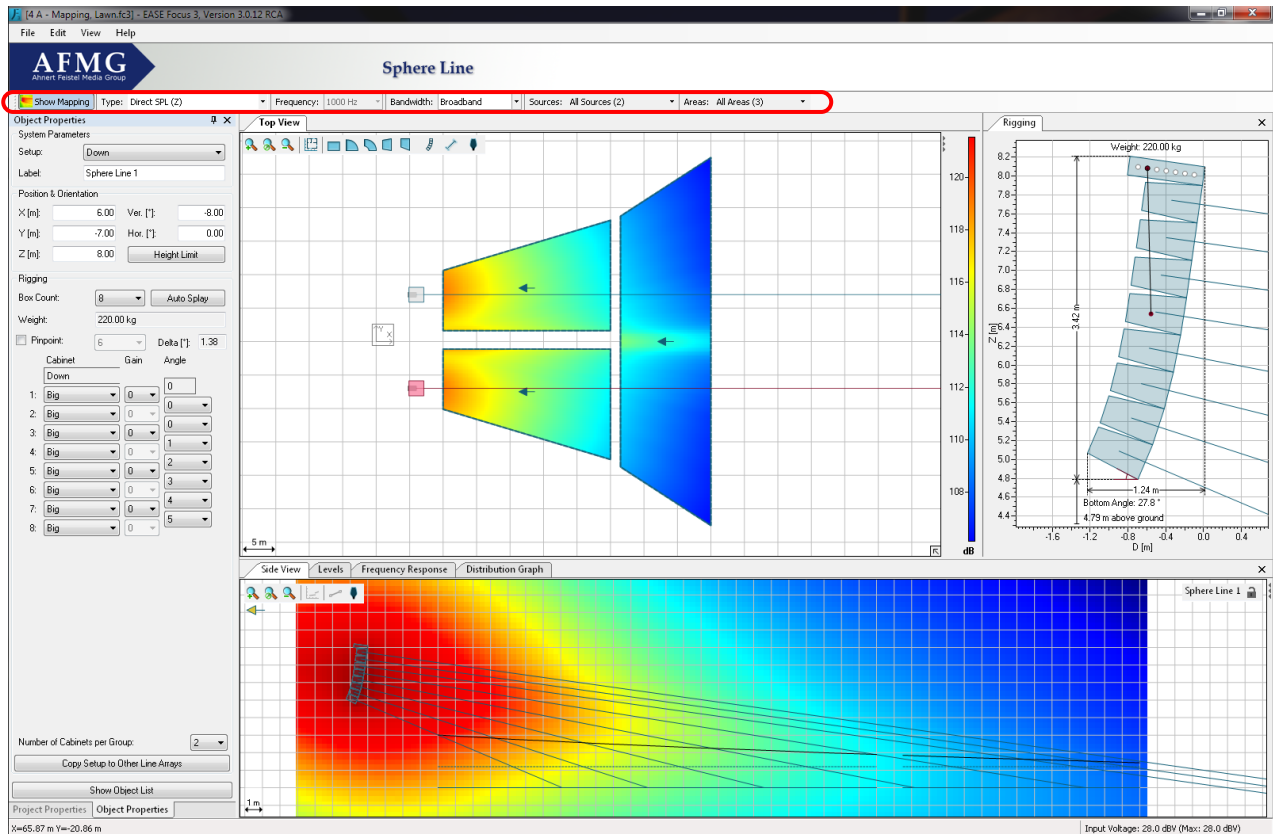 [4 A - Mapping, Lawn.fc3] - EASE Focus 3, Version 3.0.12 RCA
File Edit View Help
AFMG
Ahnert Feistel Media Group
Sphere Line
Show Mapping Type: Direct SPL (Z) Frequency: 1000 Hz Bandwidth: Broadband Sources: All Sources (2) Areas: All Areas (3)
Object Properties
System Parameters
Setup: Down
Label: Sphere Line 1
Position & Orientation
X [m]: 6.00 Ver. [°]: -8.00
Y [m]: -7.00 Hor. [°]: 0.00
Z [m]: 8.00 Height Limit
Rigging
Box Count: 8 Auto Splay
Weight: 220.00 kg
Pinpoint: 6 Delta [°]: 1.38
Cabinet Gain Angle
Down
0
1: Big 0
0
2: Big 0
0
3: Big 0
1
4: Big 0
2
5: Big 0
3
6: Big 0
4
7: Big 0
5
8: Big 0
Number of Cabinets per Group: 2
Copy Setup to Other Line Arrays
Show Object List
Project Properties Object Properties
X=65.87 m Y=-20.86 m
Top View
Y
X
5 m
120
118
116
114
112
110
108
dB
Rigging
Weight: 220.00 kg
8.2
8.0
7.8
7.6
7.4
7.2
7.0
6.8
6.6
6.4
6.2
6.0
5.8
5.6
5.4
5.2
5.0
4.8
4.6
4.4
Z [m]
3.42 m
1.24 m
Bottom Angle: 27.8 °
4.79 m above ground
-1.6 -1.2 -0.8 -0.4 0.0 0.4
D [m]
Side View Levels Frequency Response Distribution Graph
Sphere Line 1
1 m
Input Voltage: 28.0 dBV (Max: 28.0 dBV)